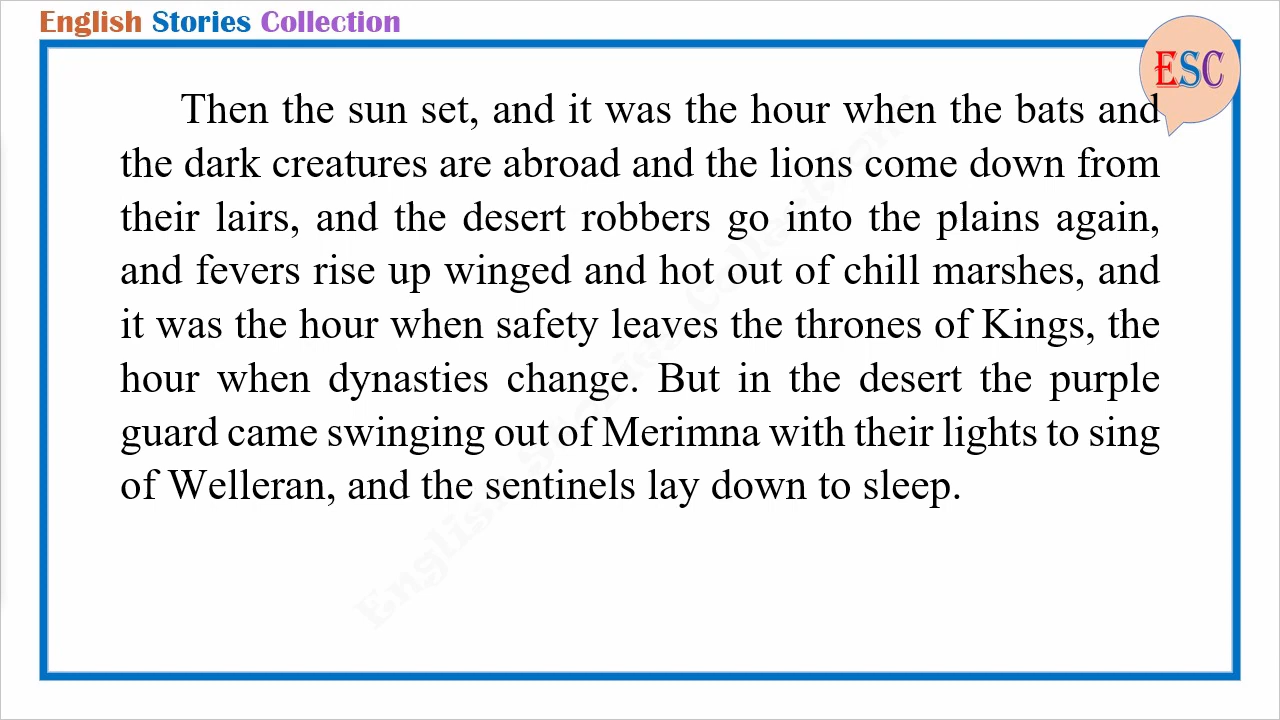 English Stories Collection
ESC
Then the sun set, and it was the hour when the bats and
the dark creatures are abroad and the lions come down from
their lairs, and the desert robbers go into the plains again,
and fevers rise up winged and hot out of chill marshes, and
it was the hour when safety leaves the thrones of Kings, the
hour when dynasties change. But in the desert the purple
guard came swinging out of Merimna with their lights to sing
of Welleran, and the sentinels lay down to sleep.
English Stories Collection